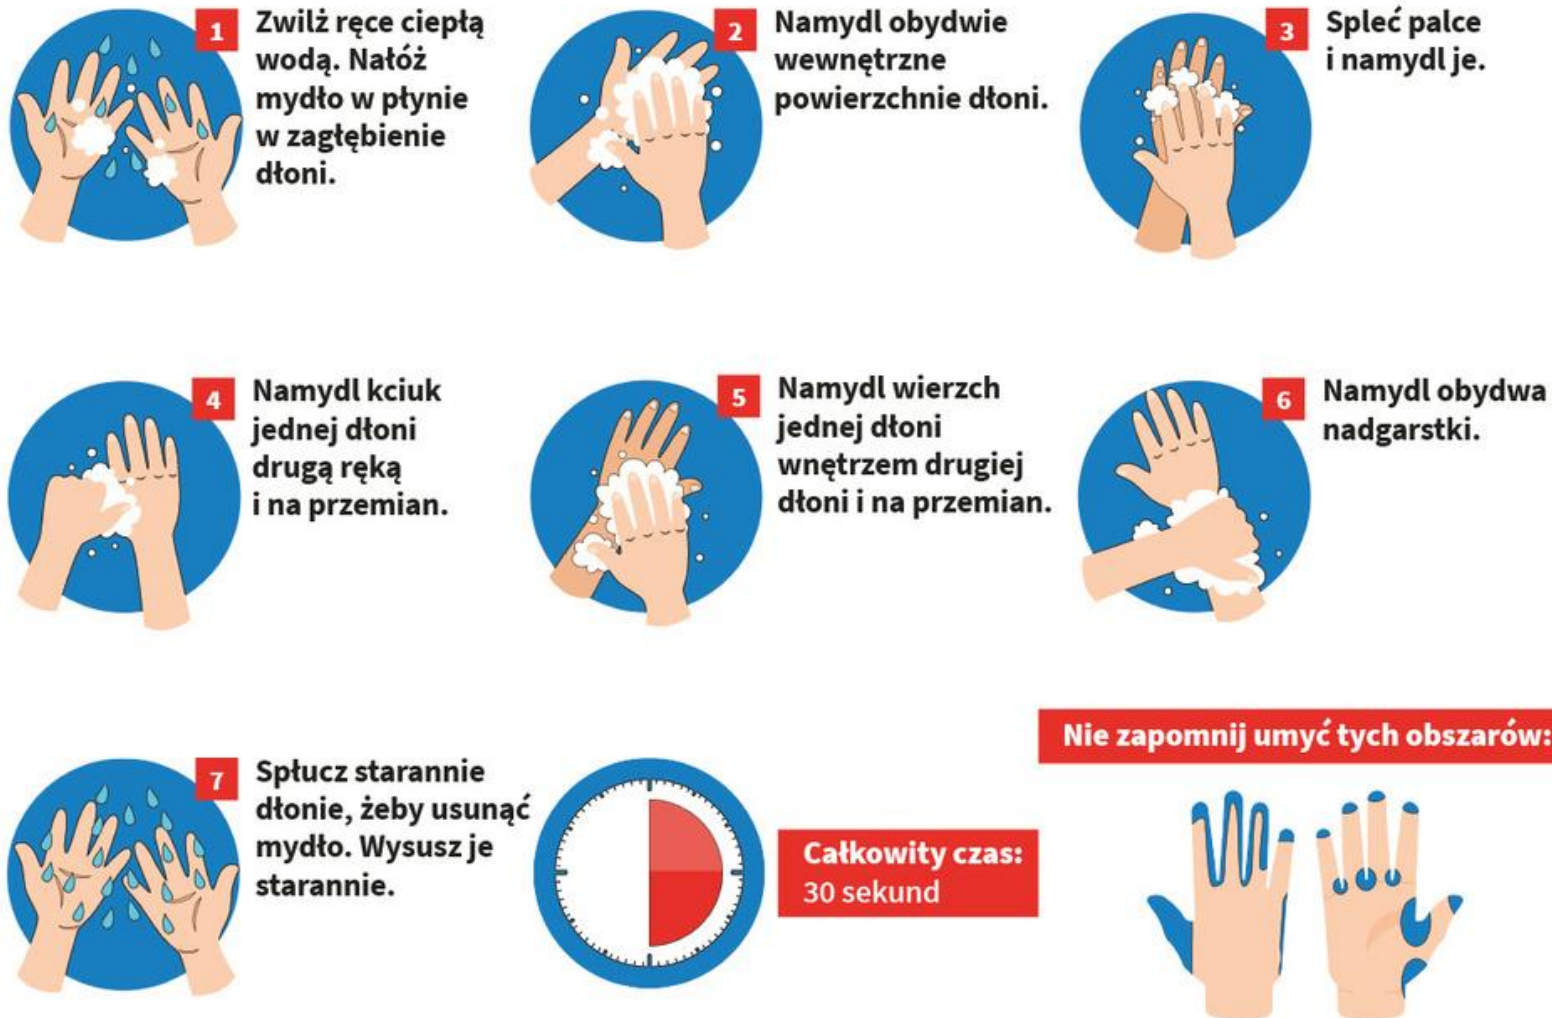 1
Zwilż ręce ciepłą
wodą. Nałóż
mydło w płynie
w zagłębienie
dłoni.
2
Namydl obydwie
wewnętrzne
powierzchnie dłoni.
3
Spleć palce
i namydl je.
4
Namydl kciuk
jednej dłoni
drugą ręką
i na przemian.
5
Namydl wierzch
jednej dłoni
wnętrzem drugiej
dłoni i na przemian.
6
Namydl obydwa
nadgarstki.
7
Spłucz starannie
dłonie, żeby usunąć
mydło. Wysusz je
starannie.
Całkowity czas:
30 sekund
Nie zapomnij umyć tych obszarów: